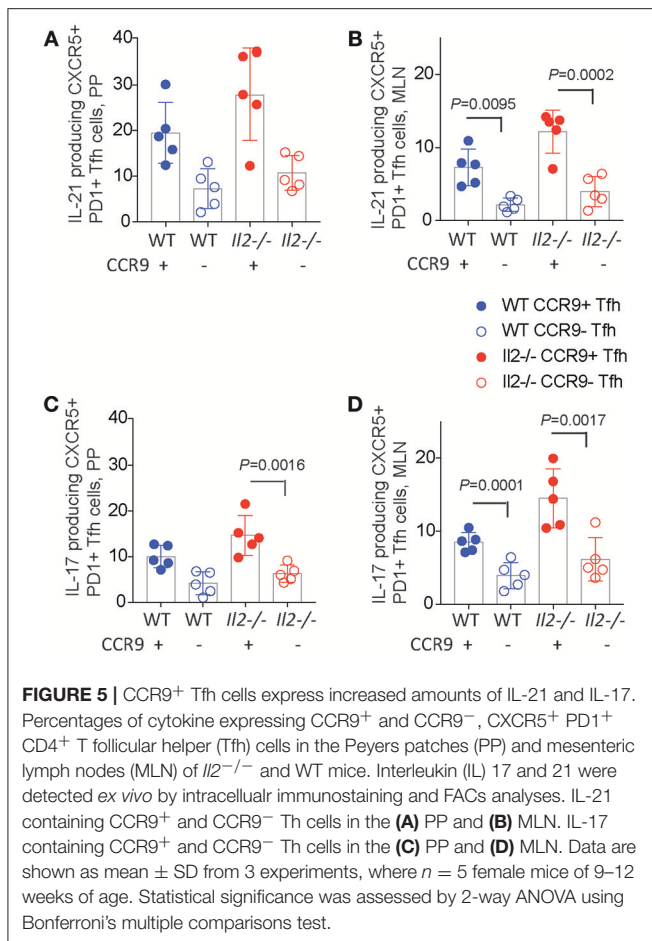 A
IL-21 producing CXCR5+
PD1+ Tfh cells, PP
40
30
20
10
0
WT WT Il2-/- Il2-/-
CCR9 + - + -
B
IL-21 producing CXCR5+
PD1+ Tfh cells, MLN
20
10
0
P=0.0095
P=0.0002
WT WT Il2-/- Il2-/-
+ - + -
WT CCR9+ Tfh
WT CCR9- Tfh
Il2-/- CCR9+ Tfh
Il2-/- CCR9- Tfh
C
IL-17 producing CXCR5+
PD1+ Tfh cells, PP
40
30
20
10
0
P=0.0016
WT WT Il2-/- Il2-/-
CCR9 + - + -
D
IL-17 producing CXCR5+
PD1+ Tfh cells, MLN
20
10
0
P=0.0001
P=0.0017
WT WT Il2-/- Il2-/-
+ - + -
FIGURE 5 | CCR9+ Tfh cells express increased amounts of IL-21 and IL-17.
Percentages of cytokine expressing CCR9+ and CCR9−, CXCR5+ PD1+
CD4+ T follicular helper (Tfh) cells in the Peyers patches (PP) and mesenteric
lymph nodes (MLN) of Il2−/− and WT mice. Interleukin (IL) 17 and 21 were
detected ex vivo by intracellualr immunostaining and FACs analyses. IL-21
containing CCR9+ and CCR9− Th cells in the (A) PP and (B) MLN. IL-17
containing CCR9+ and CCR9− Th cells in the (C) PP and (D) MLN. Data are
shown as mean ± SD from 3 experiments, where n = 5 female mice of 9–12
weeks of age. Statistical significance was assessed by 2-way ANOVA using
Bonferroni's multiple comparisons test.